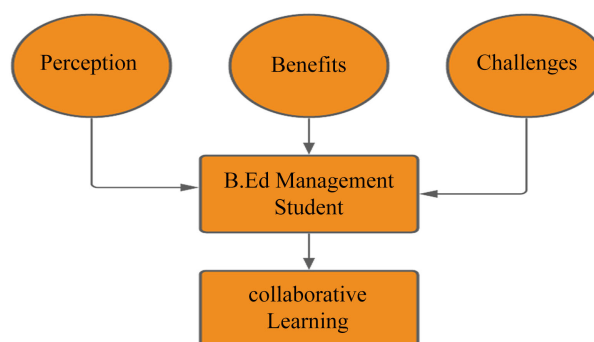 Perception
Benefits
Challenges
B.Ed Management
Student
collaborative
Learning